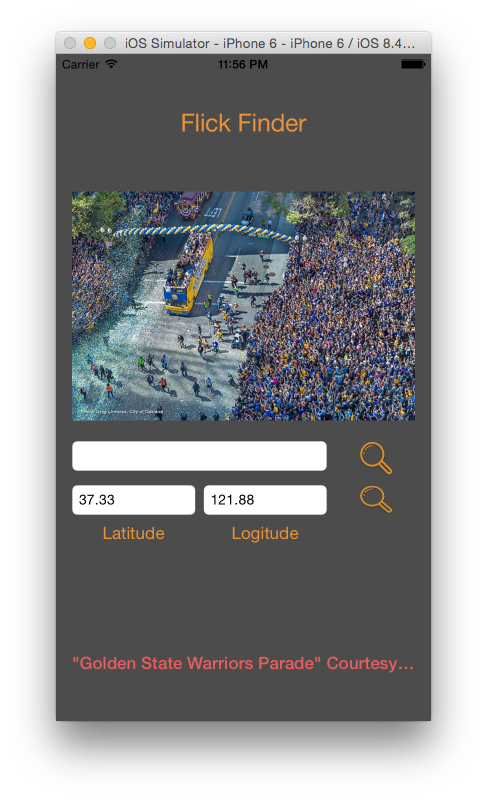 iOS Simulator - iPhone 6 - iPhone 6 / iOS 8.4...
Carrier 11:56 PM
Flick Finder
Photo: Greg Linhares, City of Oakland
37.33 121.88
Latitude Logitude
"Golden State Warriors Parade" Courtesy...